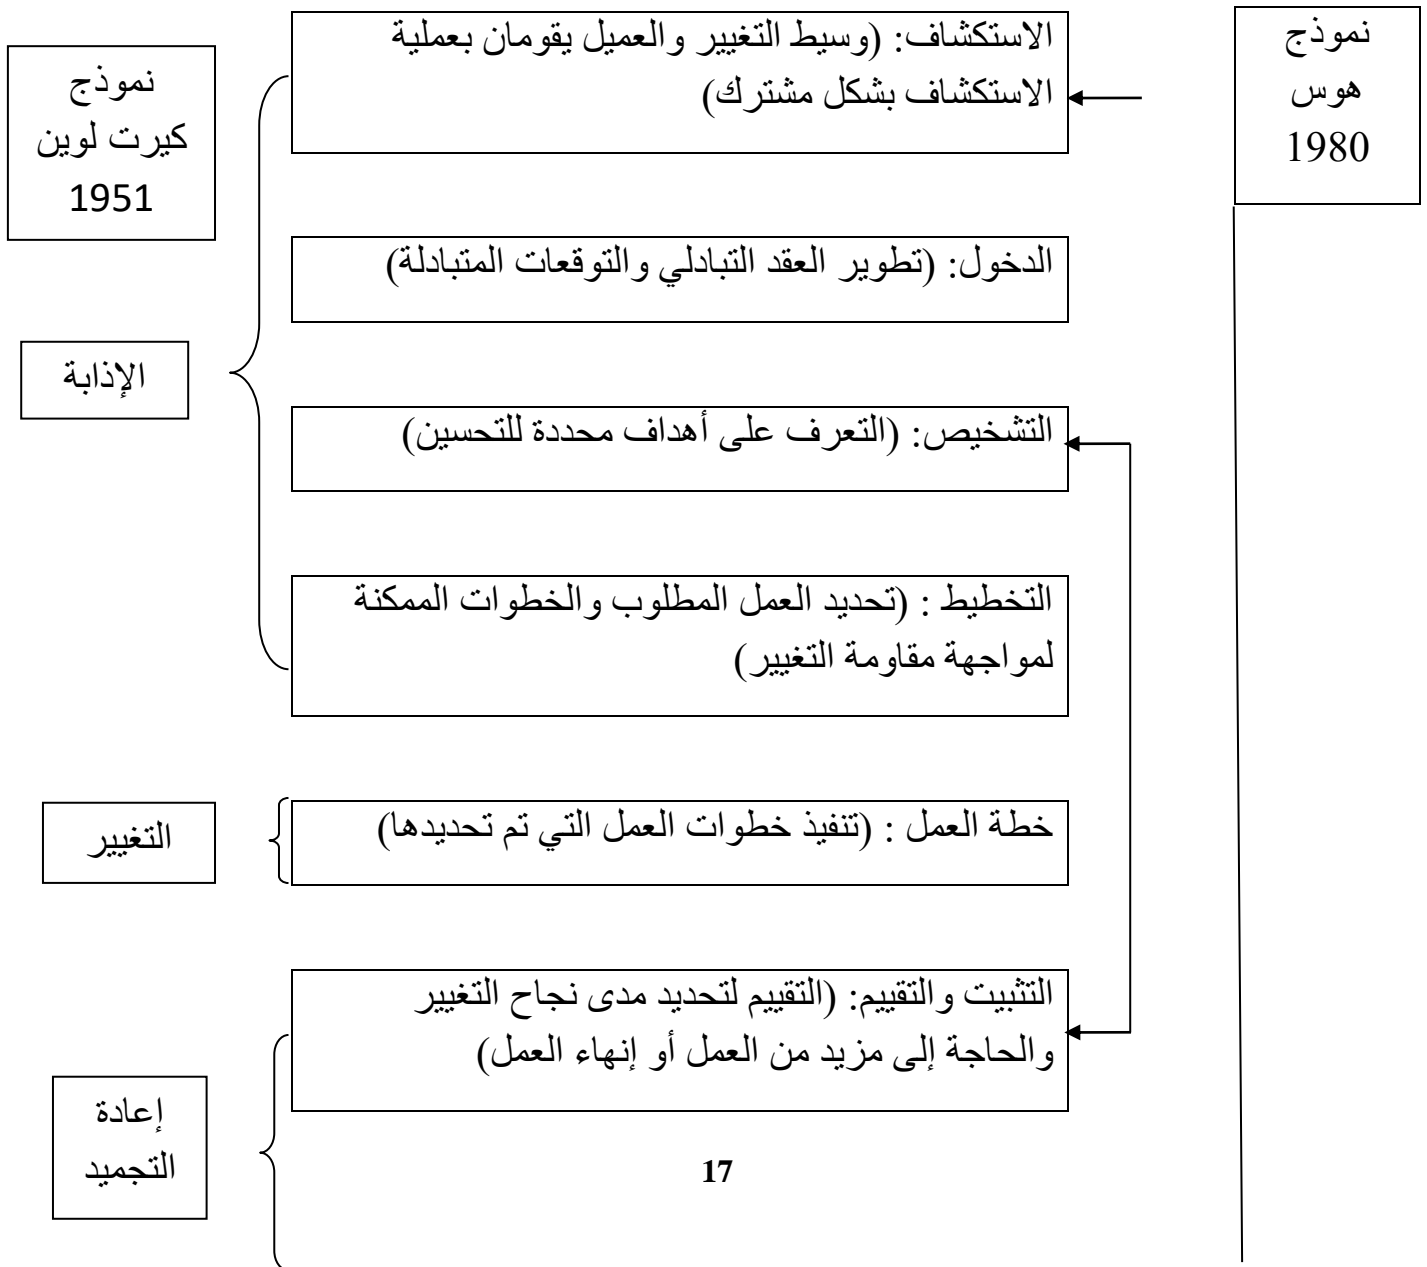 نموذج
هوس
1980
الاستكشاف: (وسيط التغيير والعميل يقومان بعملية
الاستكشاف بشكل مشترك)
نموذج
كيرت لوين
1951
الدخول: (تطوير العقد التبادلي والتوقعات المتبادلة)
الإذابة
التشخيص: (التعرف على أهداف محددة للتحسين)
التخطيط : (تحديد العمل المطلوب والخطوات الممكنة
لمواجهة مقاومة التغيير)
خطة العمل : (تنفيذ خطوات العمل التي تم تحديدها)
التغيير
التثبيت والتقييم: (التقييم لتحديد مدى نجاح التغيير
والحاجة إلى مزيد من العمل أو إنهاء العمل)
إعادة
التجميد
17